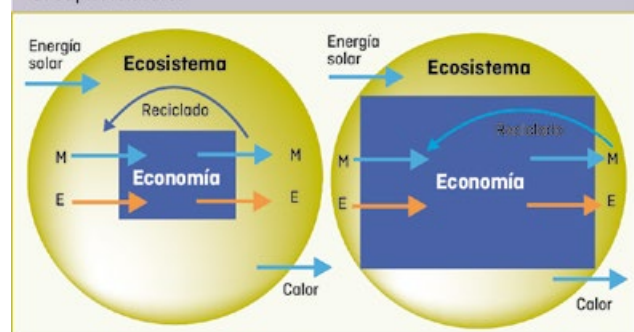 Energía
solar
Ecosistema
Reciclado
M
M
Economía
E
E
Calor
Energía
solar
Ecosistema
Reciclado
M
M
Economía
E
E
Calor